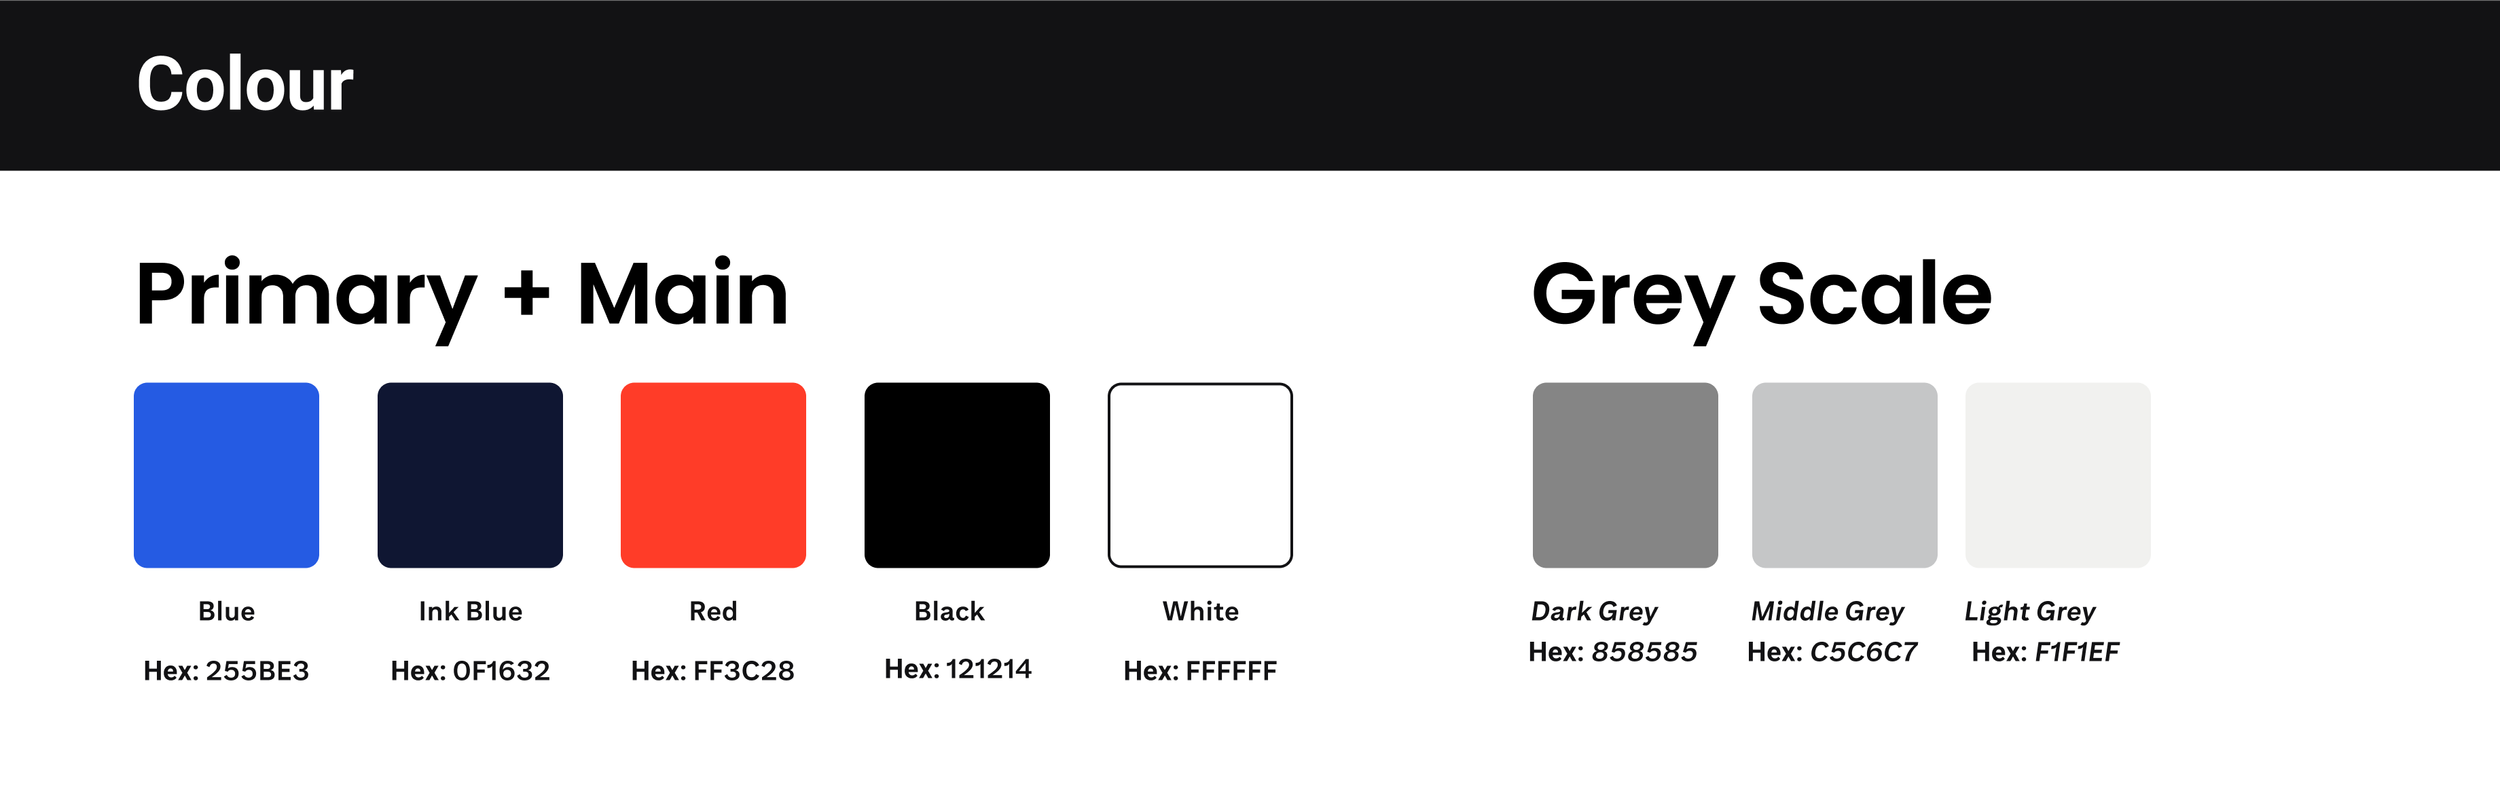 Colour
Primary + Main
Blue
Hex: 255BE3
Ink Blue
Hex: 0F1632
Red
Hex: FF3C28
Black
Hex: 121214
White
Hex: FFFFFF
Grey Scale
Dark Grey
Hex: 858585
Middle Grey
Hex: C5C6C7
Light Grey
Hex: F1F1EF